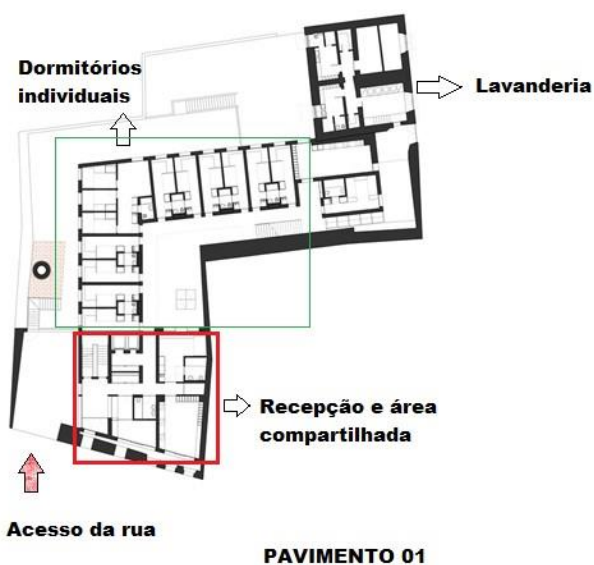 Dormitórios
individuais
Lavanderia
Recepção e área
compartilhada
Acesso da rua
PAVIMENTO 01